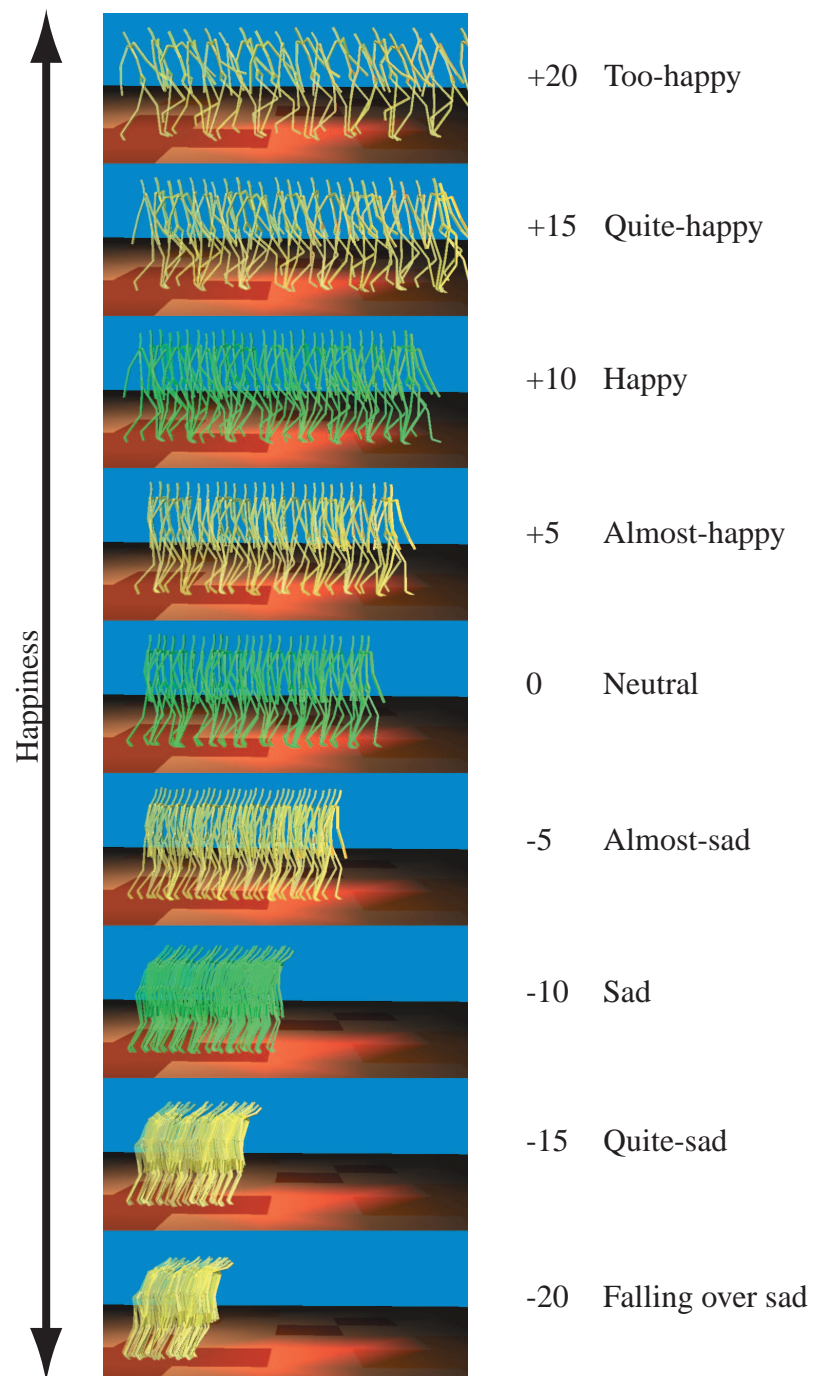 +20 Too-happy
+15 Quite-happy
+10 Happy
+5 Almost-happy
Happiness
0 Neutral
-5 Almost-sad
-10 Sad
-15 Quite-sad
-20 Falling over sad